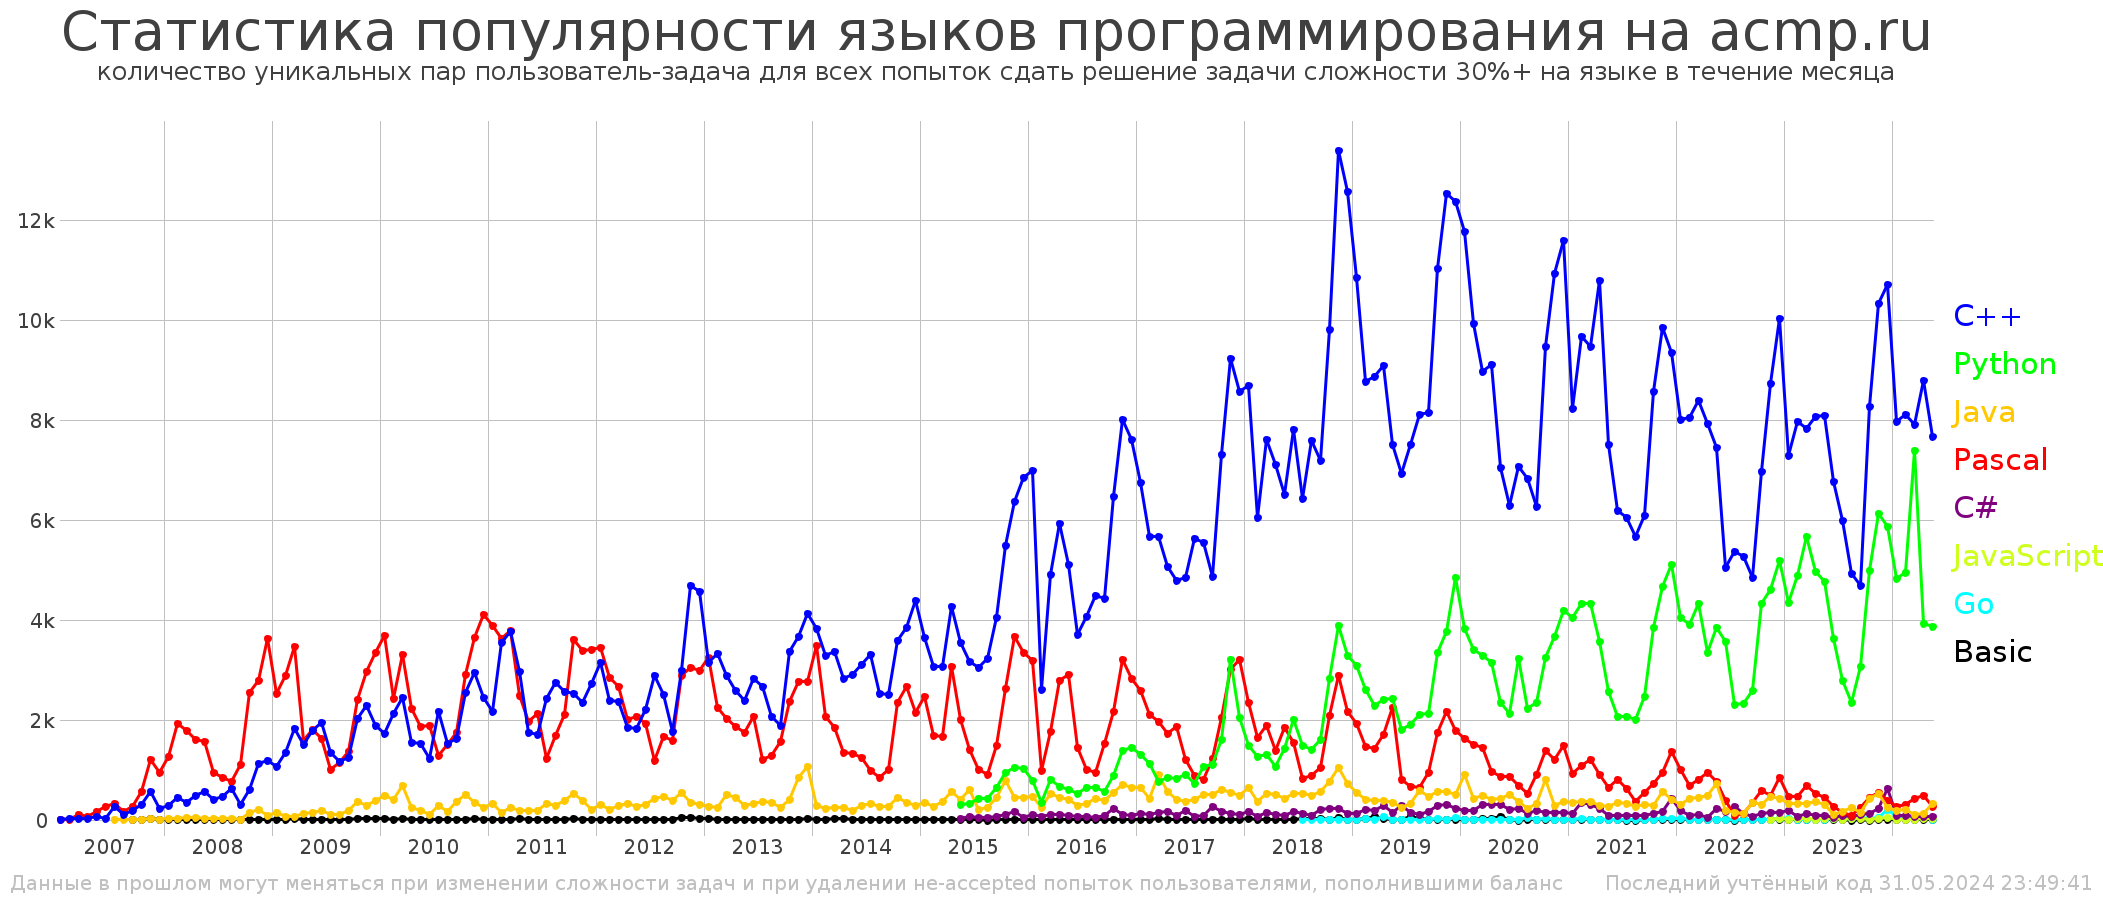 Статистика популярности языков программирования на acmp.ru
количество уникальных пар пользователь-задача для всех попыток сдать решение задачи сложности 30%+ на языке в течение месяца
12k
10k
8k
6k
4k
2k
0
C++
Python
Java
Pascal
C#
JavaScript
Go
Basic
2007 2008 2009 2010 2011 2012 2013 2014 2015 2016 2017 2018 2019 2020 2021 2022 2023
Данные в прошлом могут меняться при изменении сложности задач и при удалении не-accepted попыток пользователями, пополнившими баланс Последний учтённый код 31.05.2024 23:49:41